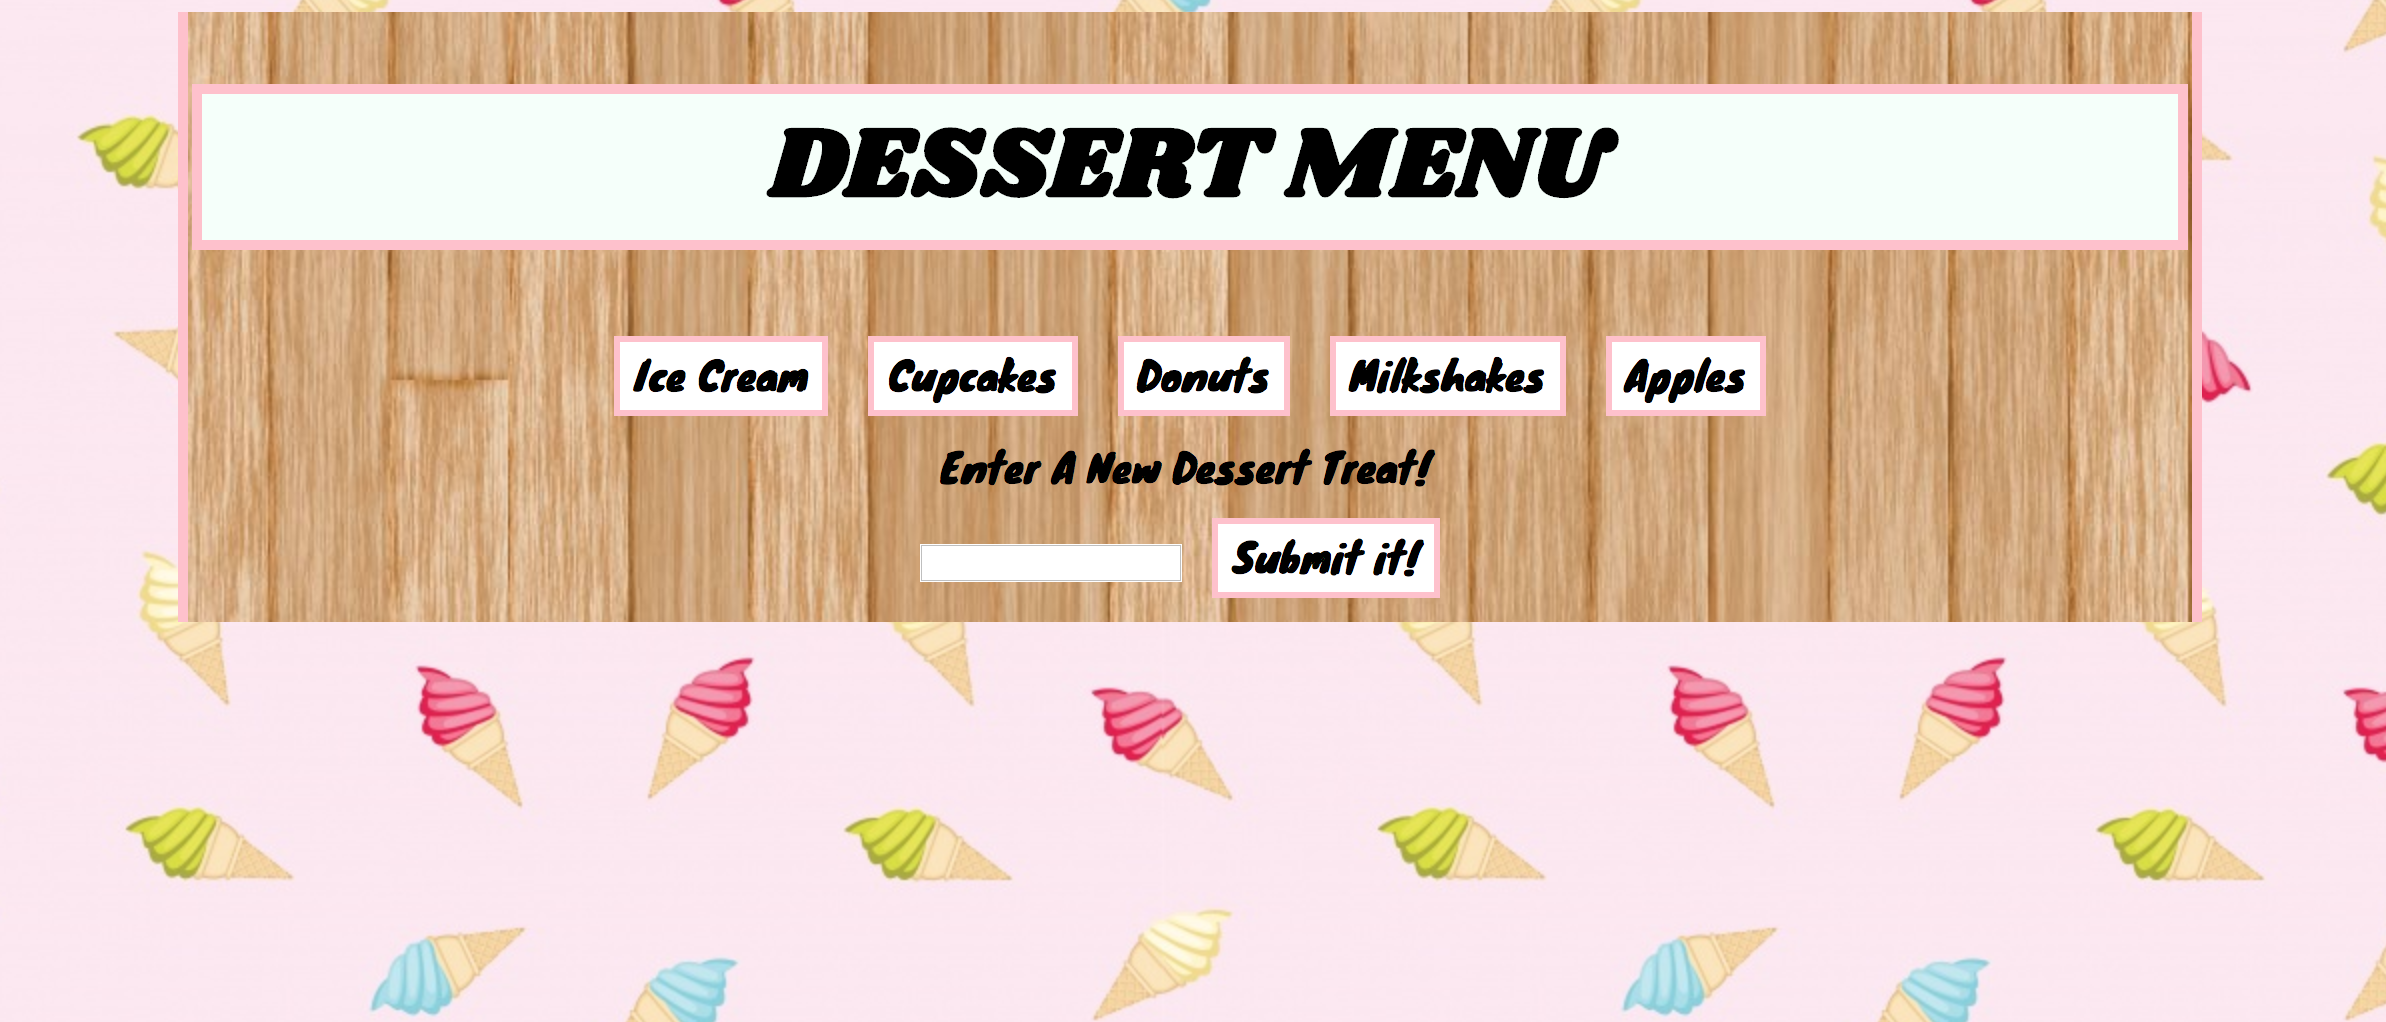 DESSERT MENU
Ice Cream Cupcakes Donuts Milkshakes Apples
Enter A New Dessert Treat!
Submit it!